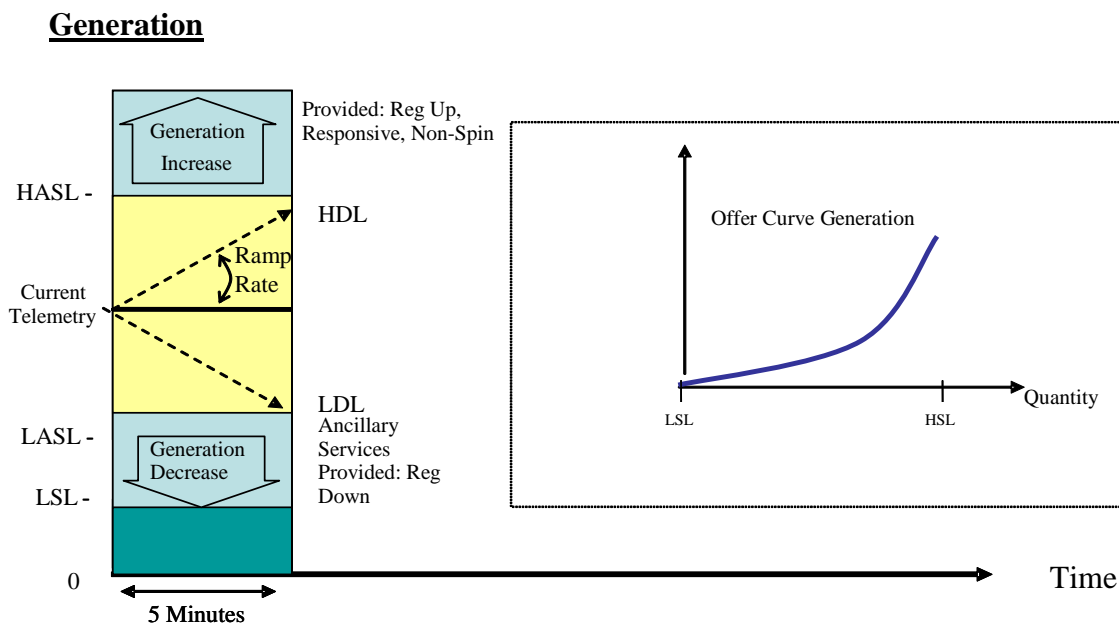 Generation
Provided: Reg Up,
Responsive, Non-Spin
Generation
Increase
HASL -
HDL
Ramp
Rate
Current
Telemetry
LDL
Ancillary
Services
Provided: Reg
Down
LASL -
Generation
Decrease
LSL -
0
5 Minutes
Time
Offer Curve Generation
Quantity
LSL
HSL